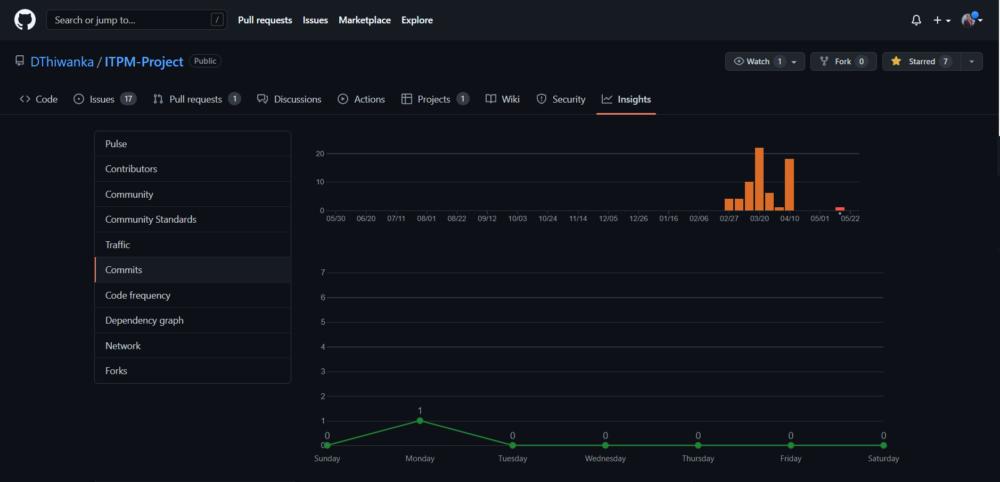 Search or jump to... / Pull requests Issues Marketplace Explore
DThiwanka / ITPM-Project Public Watch 1 Fork 0 Starred 7
Code Issues 17 Pull requests 1 Discussions Actions Projects 1 Wiki Security Insights
Pulse
Contributors
Community
Community Standards
Traffic
Commits
Code frequency
Dependency graph
Network
Forks
20
10
0
05/30 06/20 07/11 08/01 08/22 09/12 10/03 10/24 11/14 12/05 12/26 01/16 02/06 02/27 03/20 04/10 05/01 05/22
7
6
5
4
3
2
1
1
0 0 0 0 0 0
0
Sunday Monday Tuesday Wednesday Thursday Friday Saturday